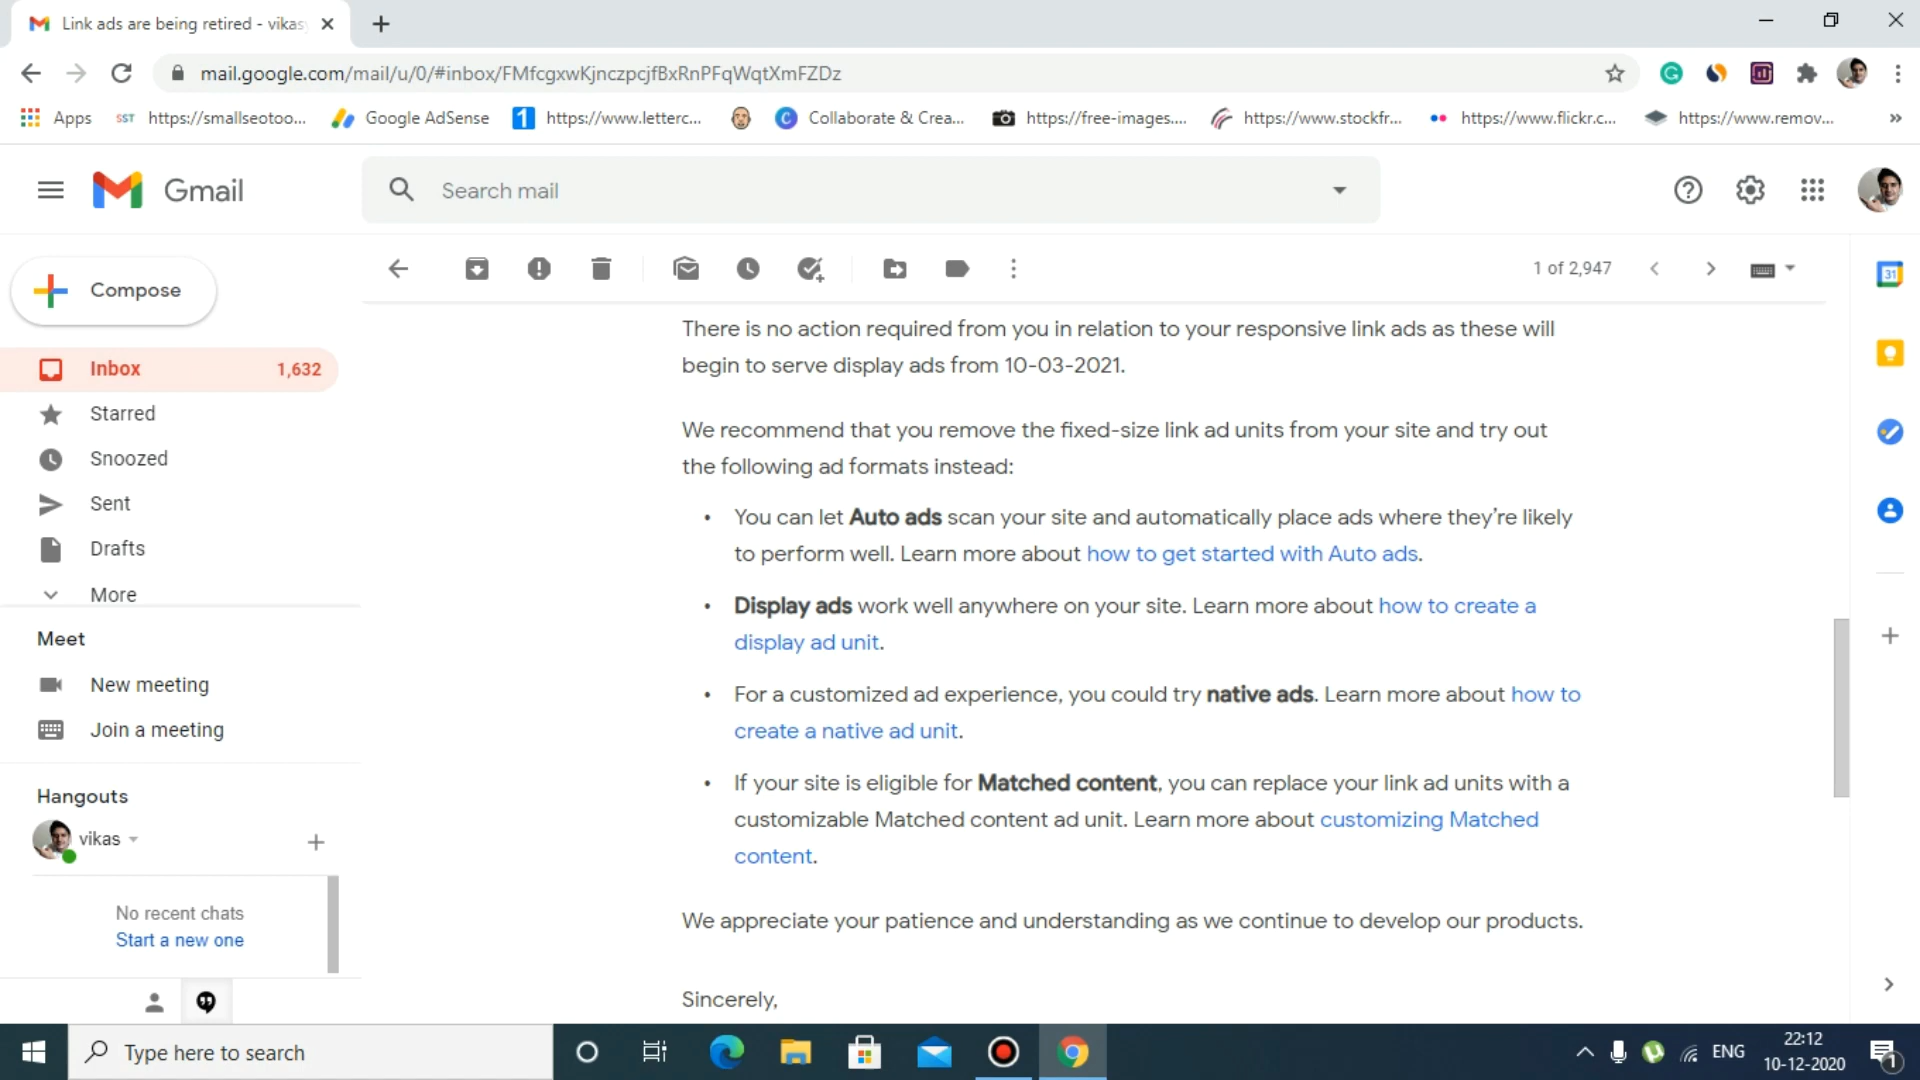 Link ads are being retired - vikas
mail.google.com/mail/u/0/#inbox/FMfcgxwKjnczpcjfBxRnPFqWqtXmFZDz
Apps
SST https://smallseotoo...
Google AdSense
1 https://www.letterc...
C Collaborate & Crea...
https://free-images....
https://www.stockfr...
https://www.flickr.c...
https://www.remov...
»
Gmail
Search mail
Compose
1 of 2,947
31
Inbox 1,632
Starred
Snoozed
Sent
Drafts
More
Meet
New meeting
Join a meeting
Hangouts
vikas
No recent chats
Start a new one
There is no action required from you in relation to your responsive link ads as these will
begin to serve display ads from 10-03-2021.
We recommend that you remove the fixed-size link ad units from your site and try out
the following ad formats instead:
• You can let Auto ads scan your site and automatically place ads where they're likely
to perform well. Learn more about how to get started with Auto ads.
• Display ads work well anywhere on your site. Learn more about how to create a
display ad unit.
• For a customized ad experience, you could try native ads. Learn more about how to
create a native ad unit.
• If your site is eligible for Matched content, you can replace your link ad units with a
customizable Matched content ad unit. Learn more about customizing Matched
content.
We appreciate your patience and understanding as we continue to develop our products.
Sincerely,
Type here to search
ENG
22:12
10-12-2020
1